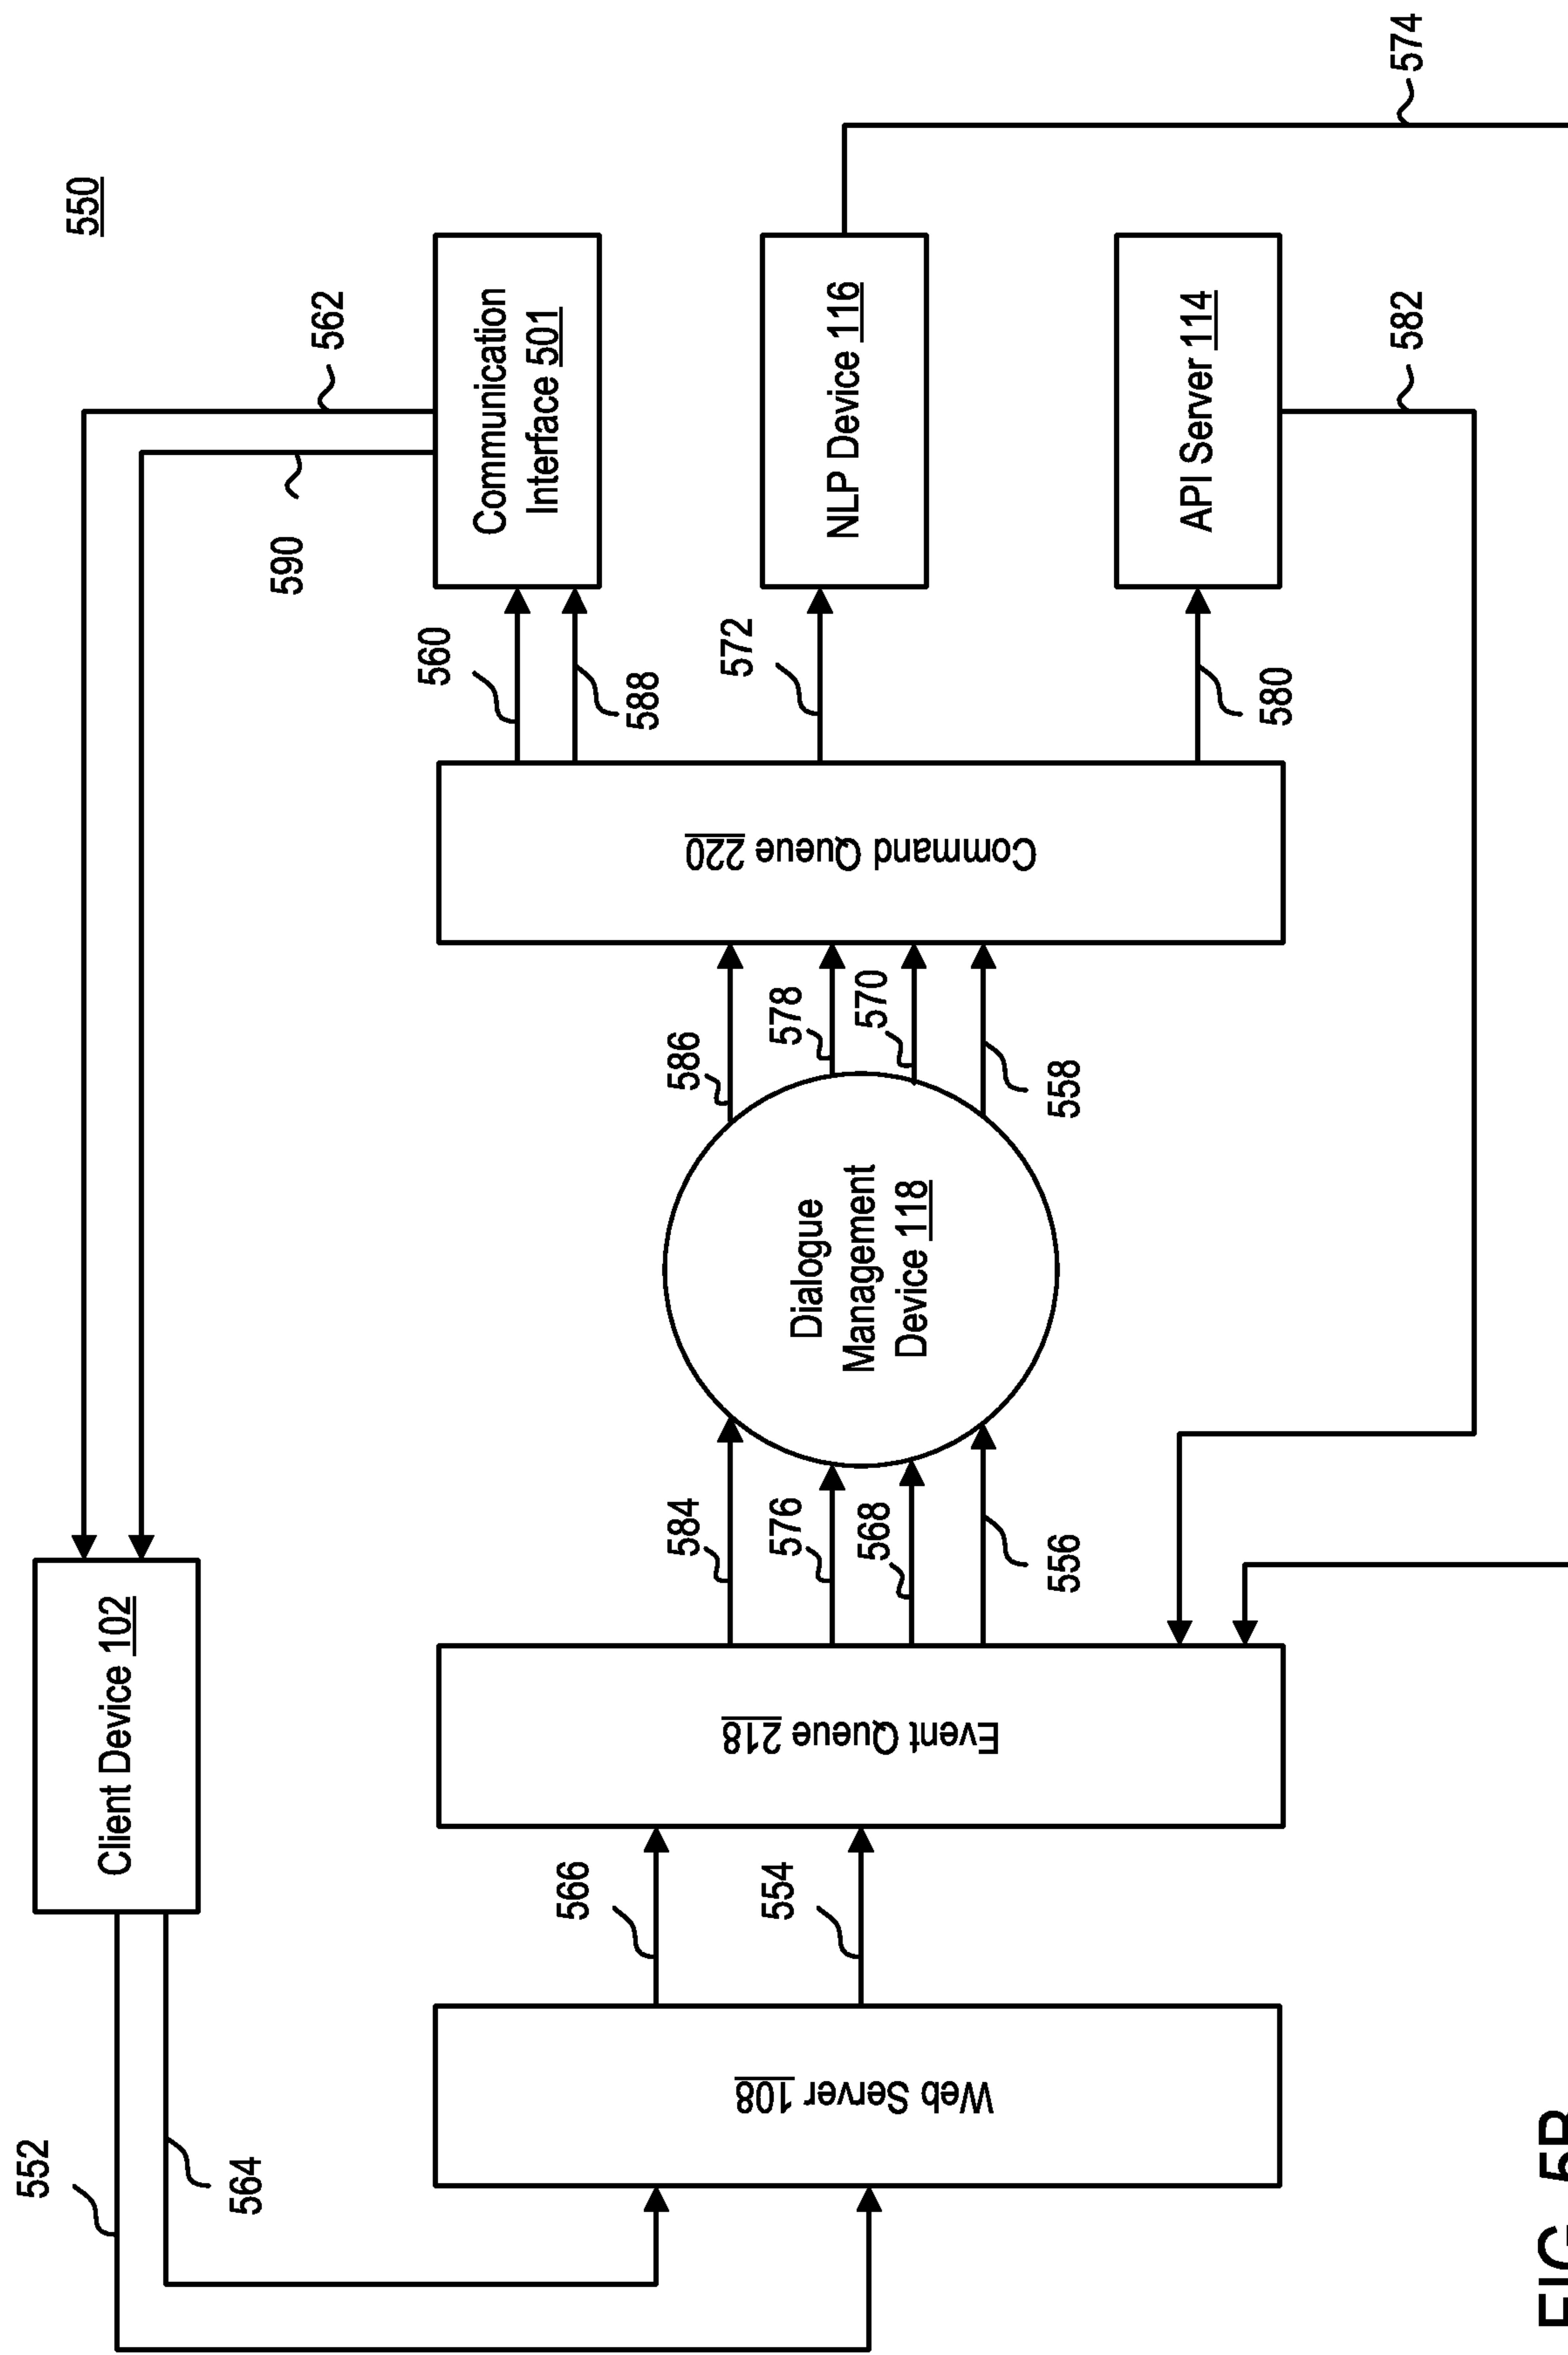 552
Client Device 102
550
564
590
562
560
Communication
Interface 501
566
588
584
586
572
554
576
578
Web Server 108
Event Queue 218
Dialogue
Management
Device 118
Command Queue 220
NLP Device 116
568
570
556
558
API Server 114
580
582
574
FIG. 5B